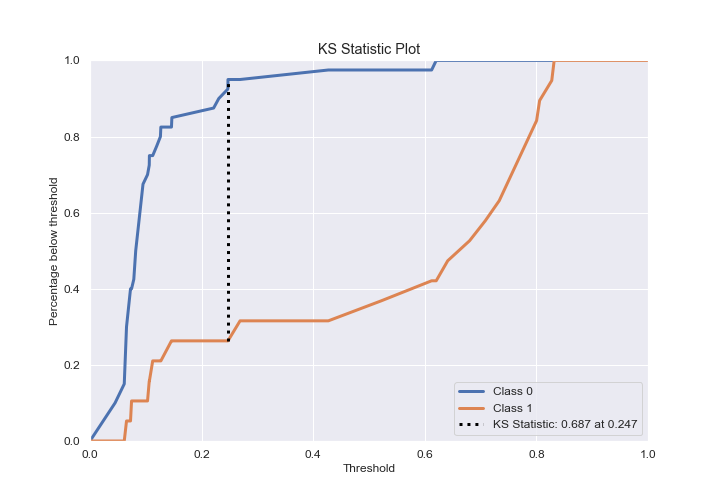 KS Statistic Plot
1.0
0.8
0.6
0.4
0.2
0.0
Percentage below threshold
0.0 0.2 0.4 0.6 0.8 1.0
Threshold
Class 0
Class 1
KS Statistic: 0.687 at 0.247